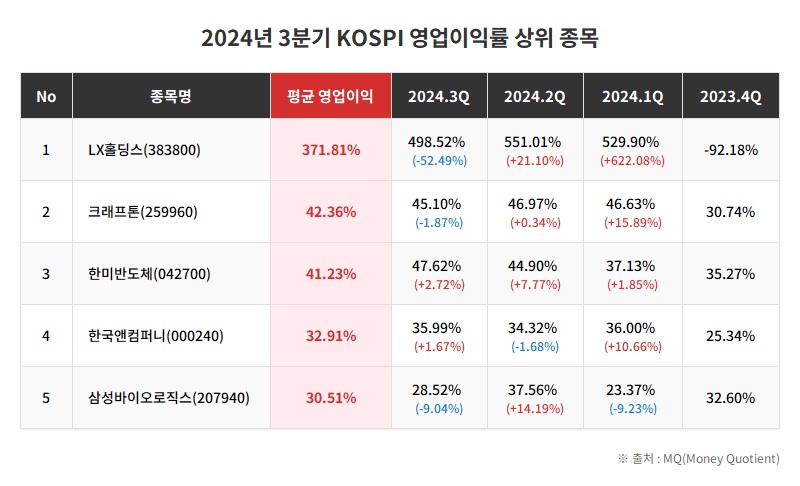 2024년 3분기 KOSPI 영업이익률 상위 종목
No 종목명 평균 영업이익 2024.3Q 2024.2Q 2024.1Q 2023.4Q
1 LX홀딩스(383800) 371.81% 498.52% 551.01% 529.90% -92.18%
(-52.49%) (+21.10%) (+622.08%)
2 크래프톤(259960) 42.36% 45.10% 46.97% 46.63% 30.74%
(-1.87%) (+0.34%) (+15.89%)
3 한미반도체(042700) 41.23% 47.62% 44.90% 37.13% 35.27%
(+2.72%) (+7.77%) (+1.85%)
4 한국앤컴퍼니(000240) 32.91% 35.99% 34.32% 36.00% 25.34%
(+1.67%) (-1.68%) (+10.66%)
5 삼성바이오로직스(207940) 30.51% 28.52% 37.56% 23.37% 32.60%
(-9.04%) (+14.19%) (-9.23%)
※ 출처 : MQ(Money Quotient)